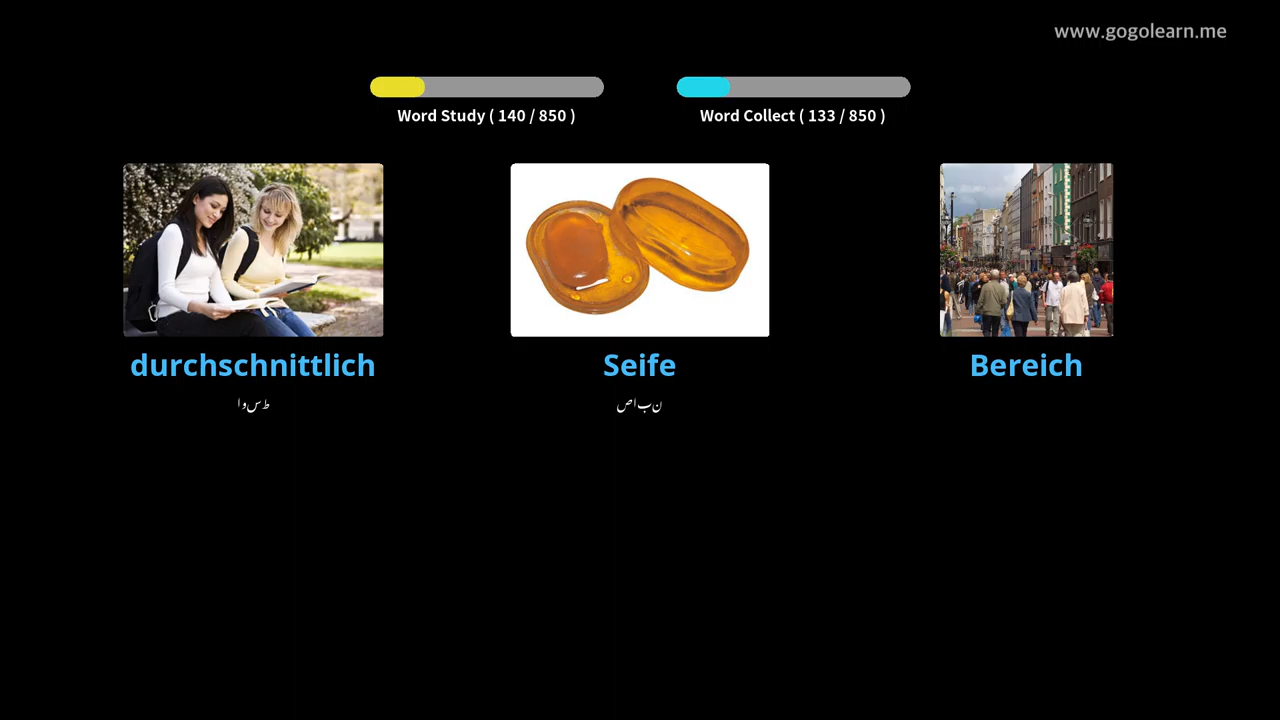 www.gogolearn.me
Word Study ( 140 / 850 )
Word Collect ( 133 / 850 )
durchschnittlich
Seife
Bereich
اوسط
صابن